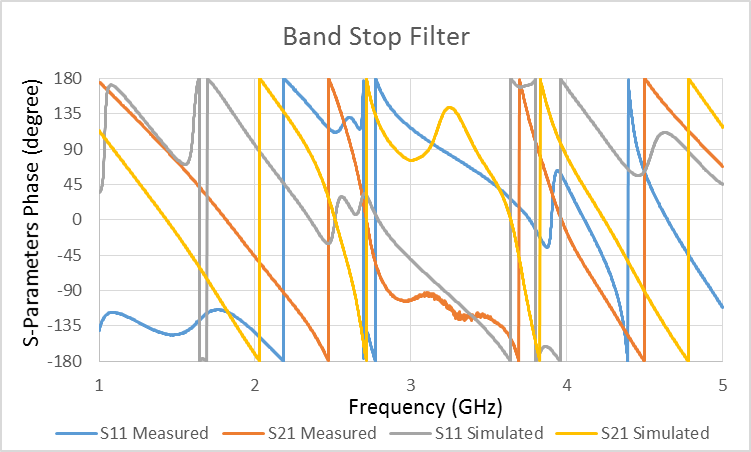 Band Stop Filter
S-Parameters Phase (degree)
180
135
90
45
0
-45
-90
-135
-180
1 2 3 4 5
Frequency (GHz)
S11 Measured S21 Measured S11 Simulated S21 Simulated